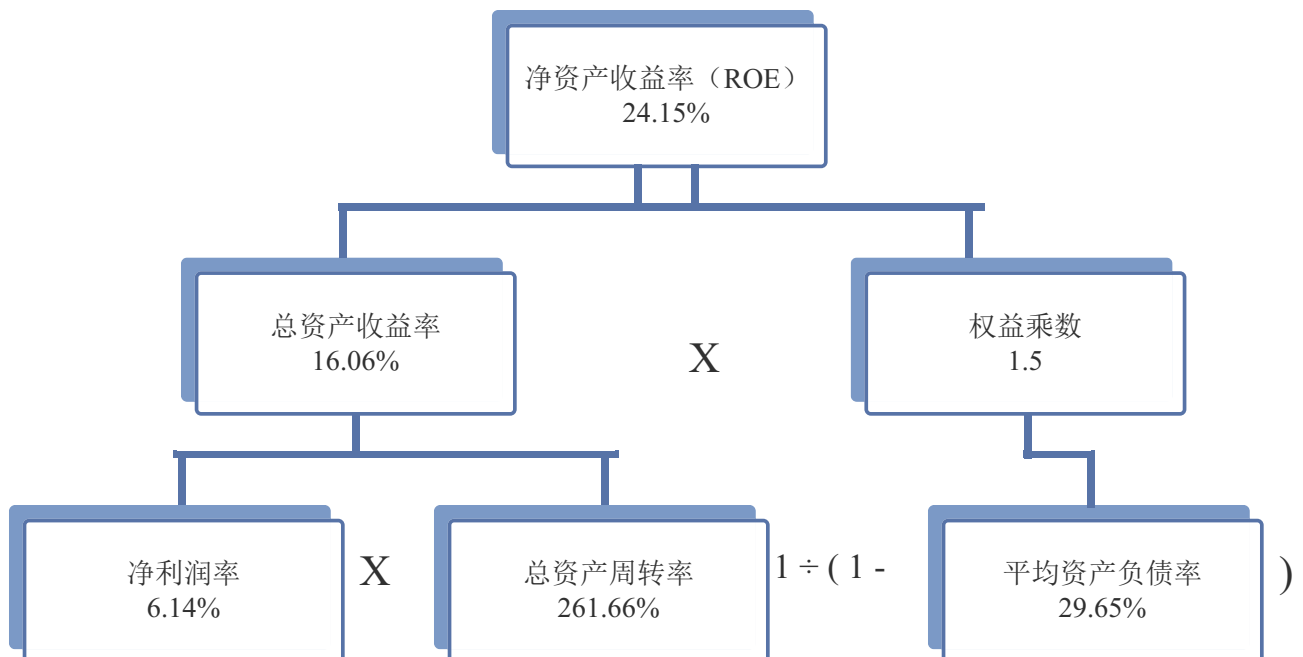 净资产收益率（ROE）
24.15%
总资产收益率
16.06%
X
权益乘数
1.5
净利润率
6.14%
X
总资产周转率
261.66%
1 ÷ ( 1 -
平均资产负债率
29.65%
)